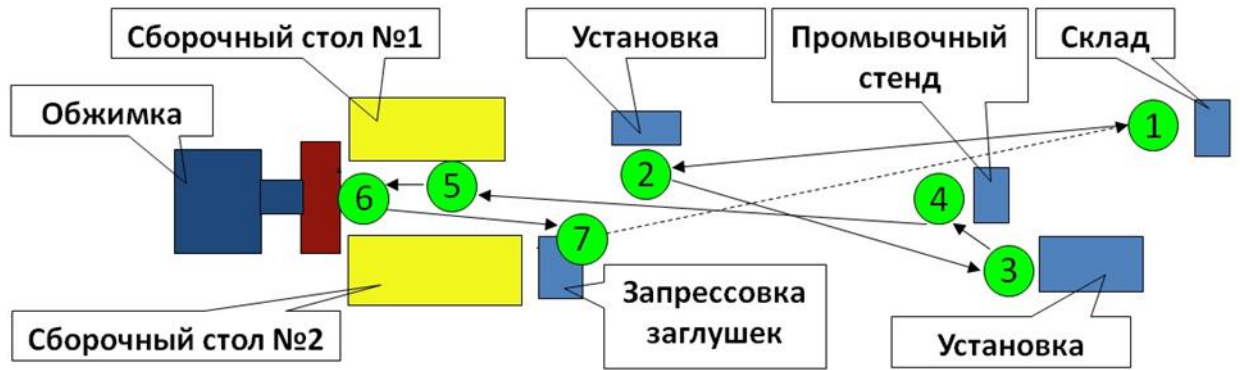 Сборочный стол №1
Установка
Промывочный
стенд
Склад
Обжимка
1
2
6
5
4
7
3
Запрессовка
заглушек
Сборочный стол №2
Установка